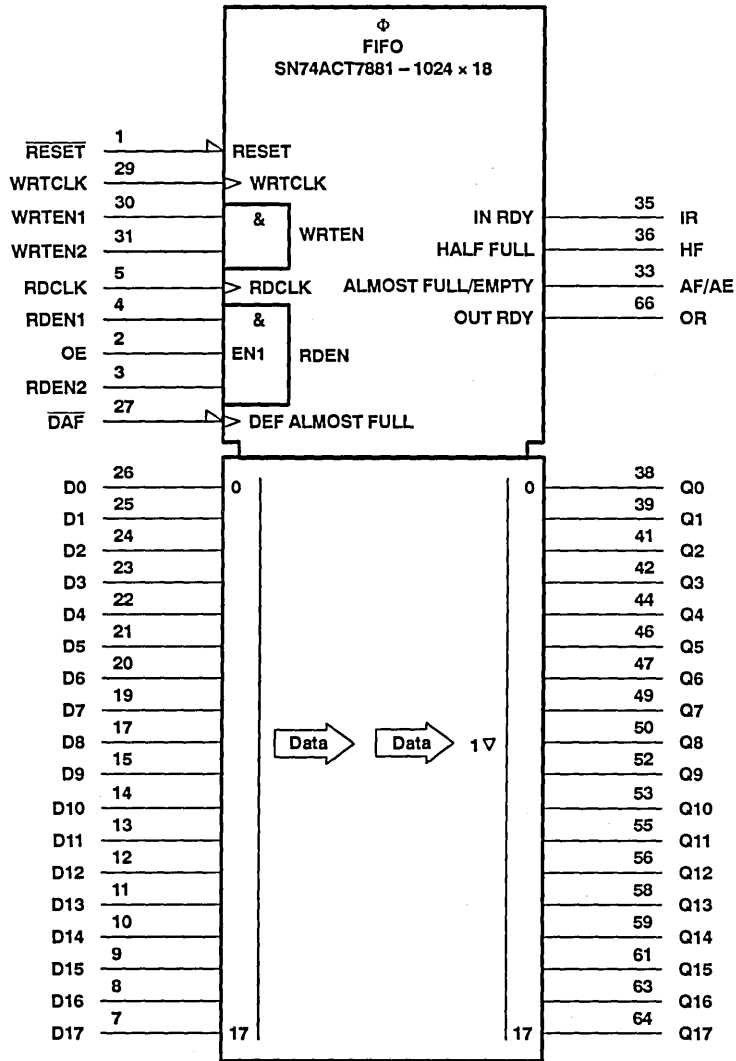 Φ
FIFO
SN74ACT7881 – 1024 × 18
RESET 1 RESET
WRTCLK 29 WRTCLK
WRTEN1 30 & IN RDY 35 IR
WRTEN2 31 WRTEN HALF FULL 36 HF
RDCLK 5 RDCLK ALMOST FULL/EMPTY 33 AF/AE
RDEN1 4 & OUT RDY 66 OR
OE 2 EN1 RDEN
RDEN2 3
DAF 27 DEF ALMOST FULL
D0 26 0 0 38 Q0
D1 25 39 Q1
D2 24 41 Q2
D3 23 42 Q3
D4 22 44 Q4
D5 21 46 Q5
D6 20 47 Q6
D7 19 49 Q7
D8 17 Data Data 1 ∇ 50 Q8
D9 15 52 Q9
D10 14 53 Q10
D11 13 55 Q11
D12 12 56 Q12
D13 11 58 Q13
D14 10 59 Q14
D15 9 61 Q15
D16 8 63 Q16
D17 7 17 17 64 Q17